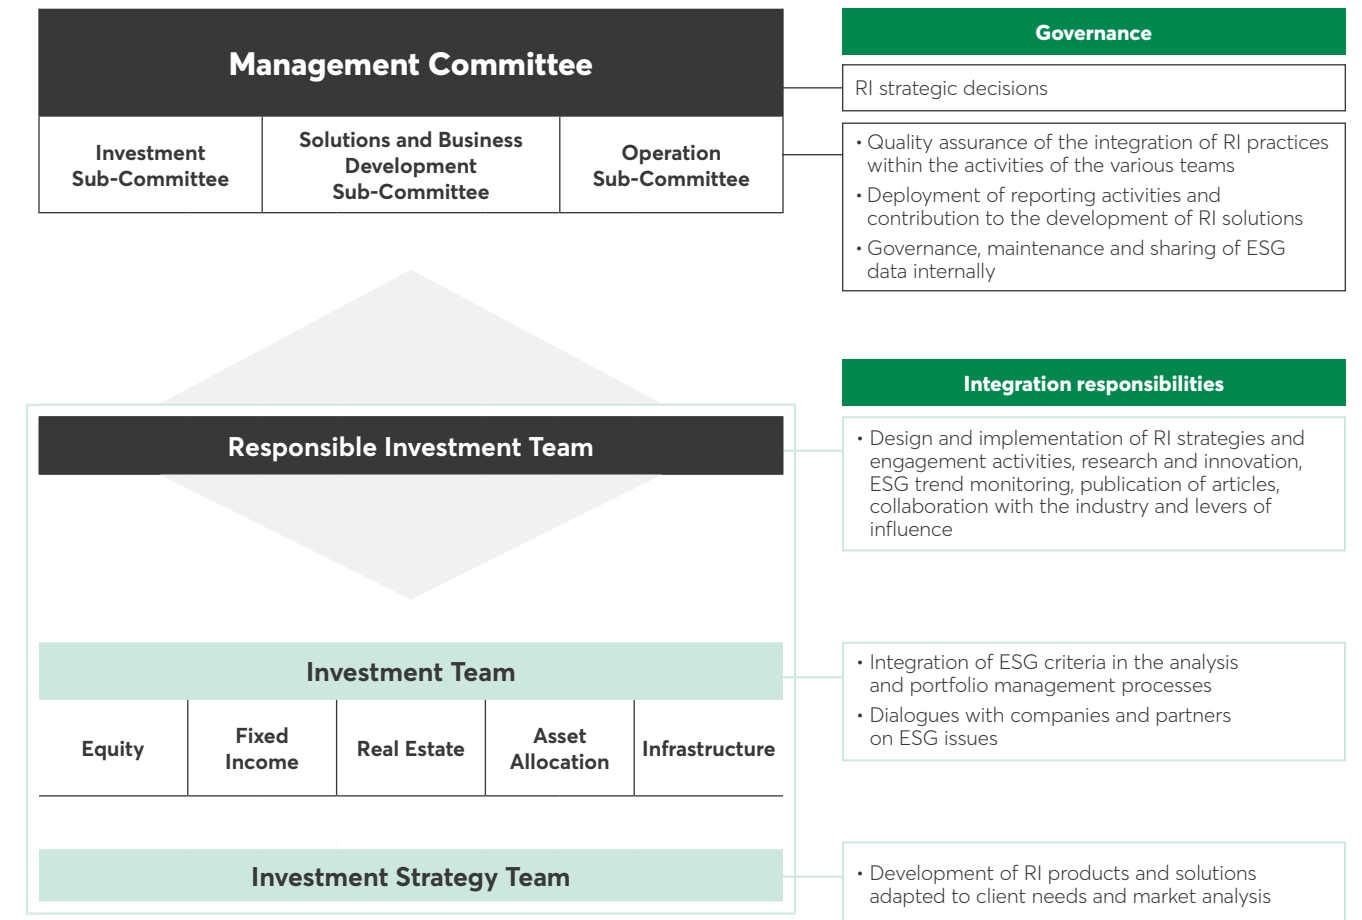 Management Committee
Investment
Sub-Committee
Solutions and Business
Development
Sub-Committee
Operation
Sub-Committee
Governance
RI strategic decisions
• Quality assurance of the integration of RI practices
within the activities of the various teams
• Deployment of reporting activities and
contribution to the development of RI solutions
• Governance, maintenance and sharing of ESG
data internally
Responsible Investment Team
Integration responsibilities
• Design and implementation of RI strategies and
engagement activities, research and innovation,
ESG trend monitoring, publication of articles,
collaboration with the industry and levers of
influence
Investment Team
Equity
Fixed
Income
Real Estate
Asset
Allocation
Infrastructure
• Integration of ESG criteria in the analysis
and portfolio management processes
• Dialogues with companies and partners
on ESG issues
Investment Strategy Team
• Development of RI products and solutions
adapted to client needs and market analysis